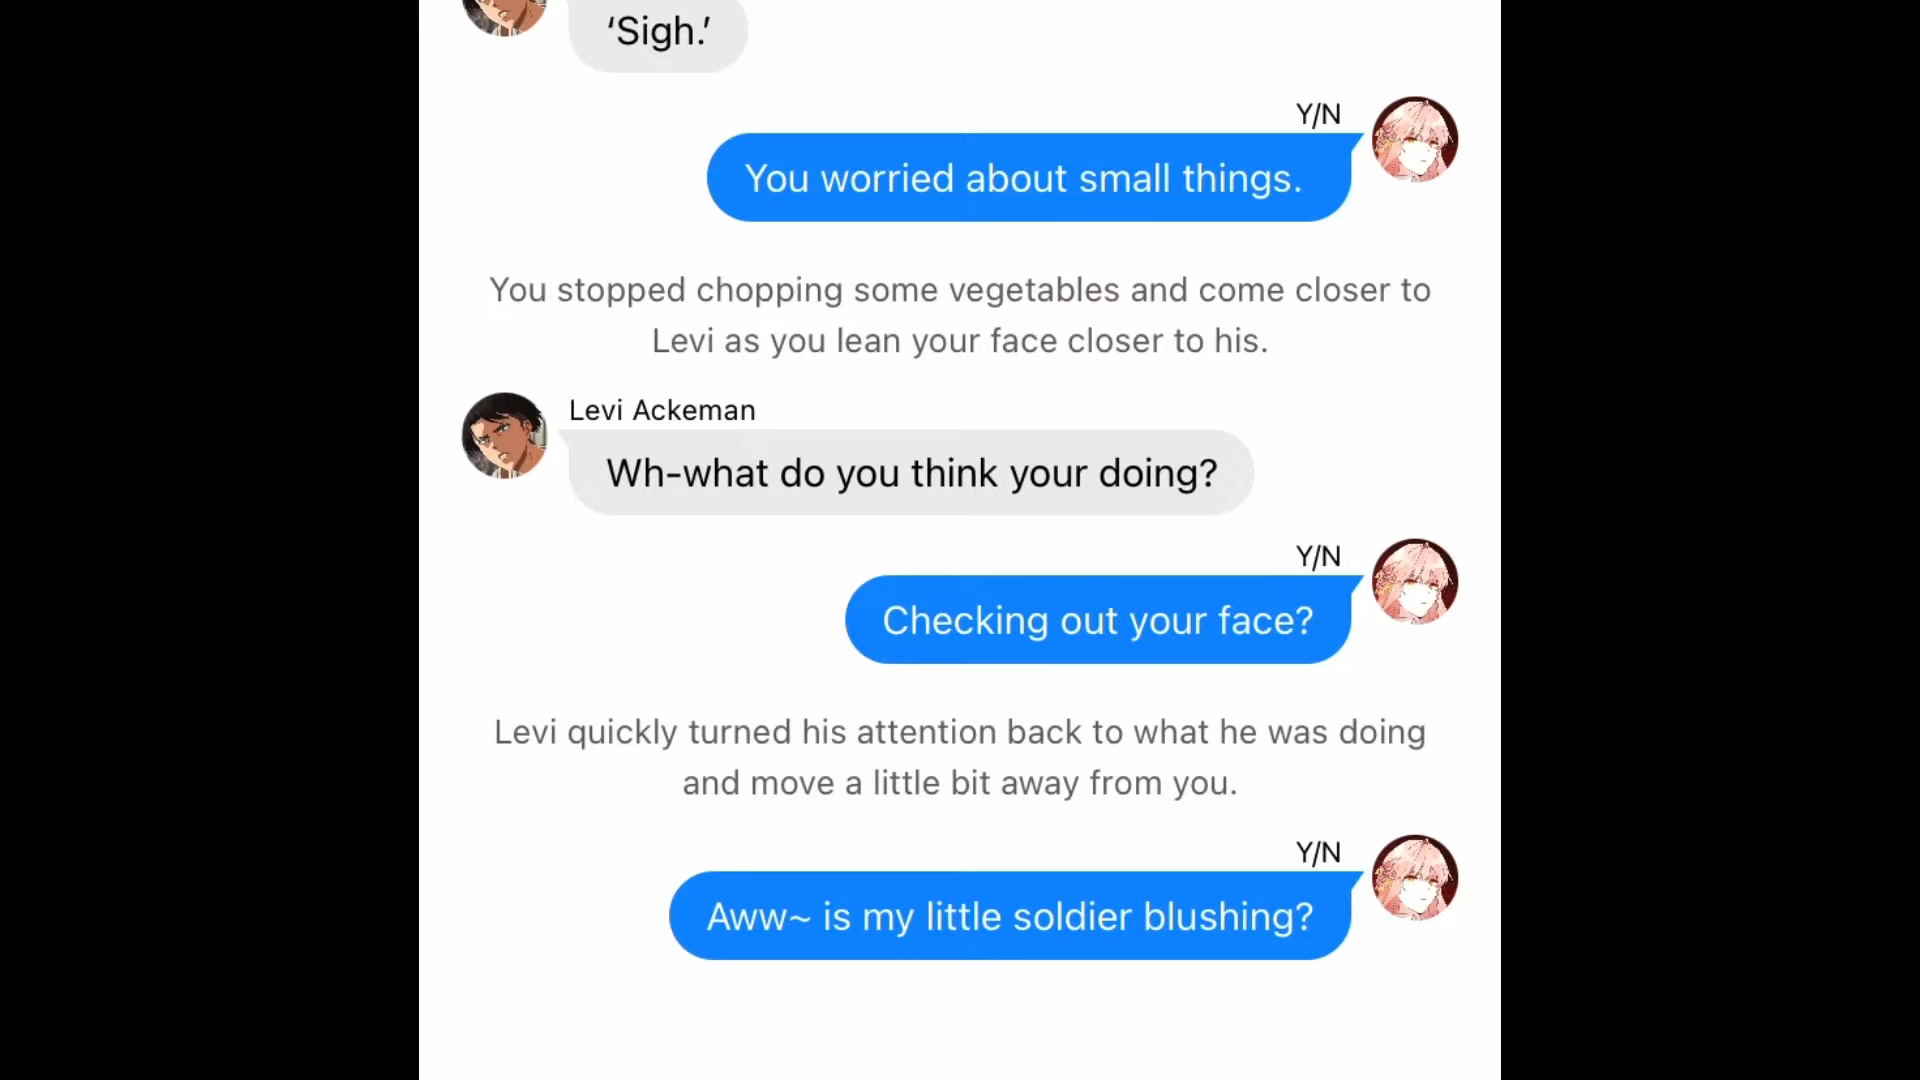 ‘Sigh.’
Y/N
You worried about small things.
You stopped chopping some vegetables and come closer to
Levi as you lean your face closer to his.
Levi Ackeman
Wh-what do you think your doing?
Y/N
Checking out your face?
Levi quickly turned his attention back to what he was doing
and move a little bit away from you.
Y/N
Aww~ is my little soldier blushing?